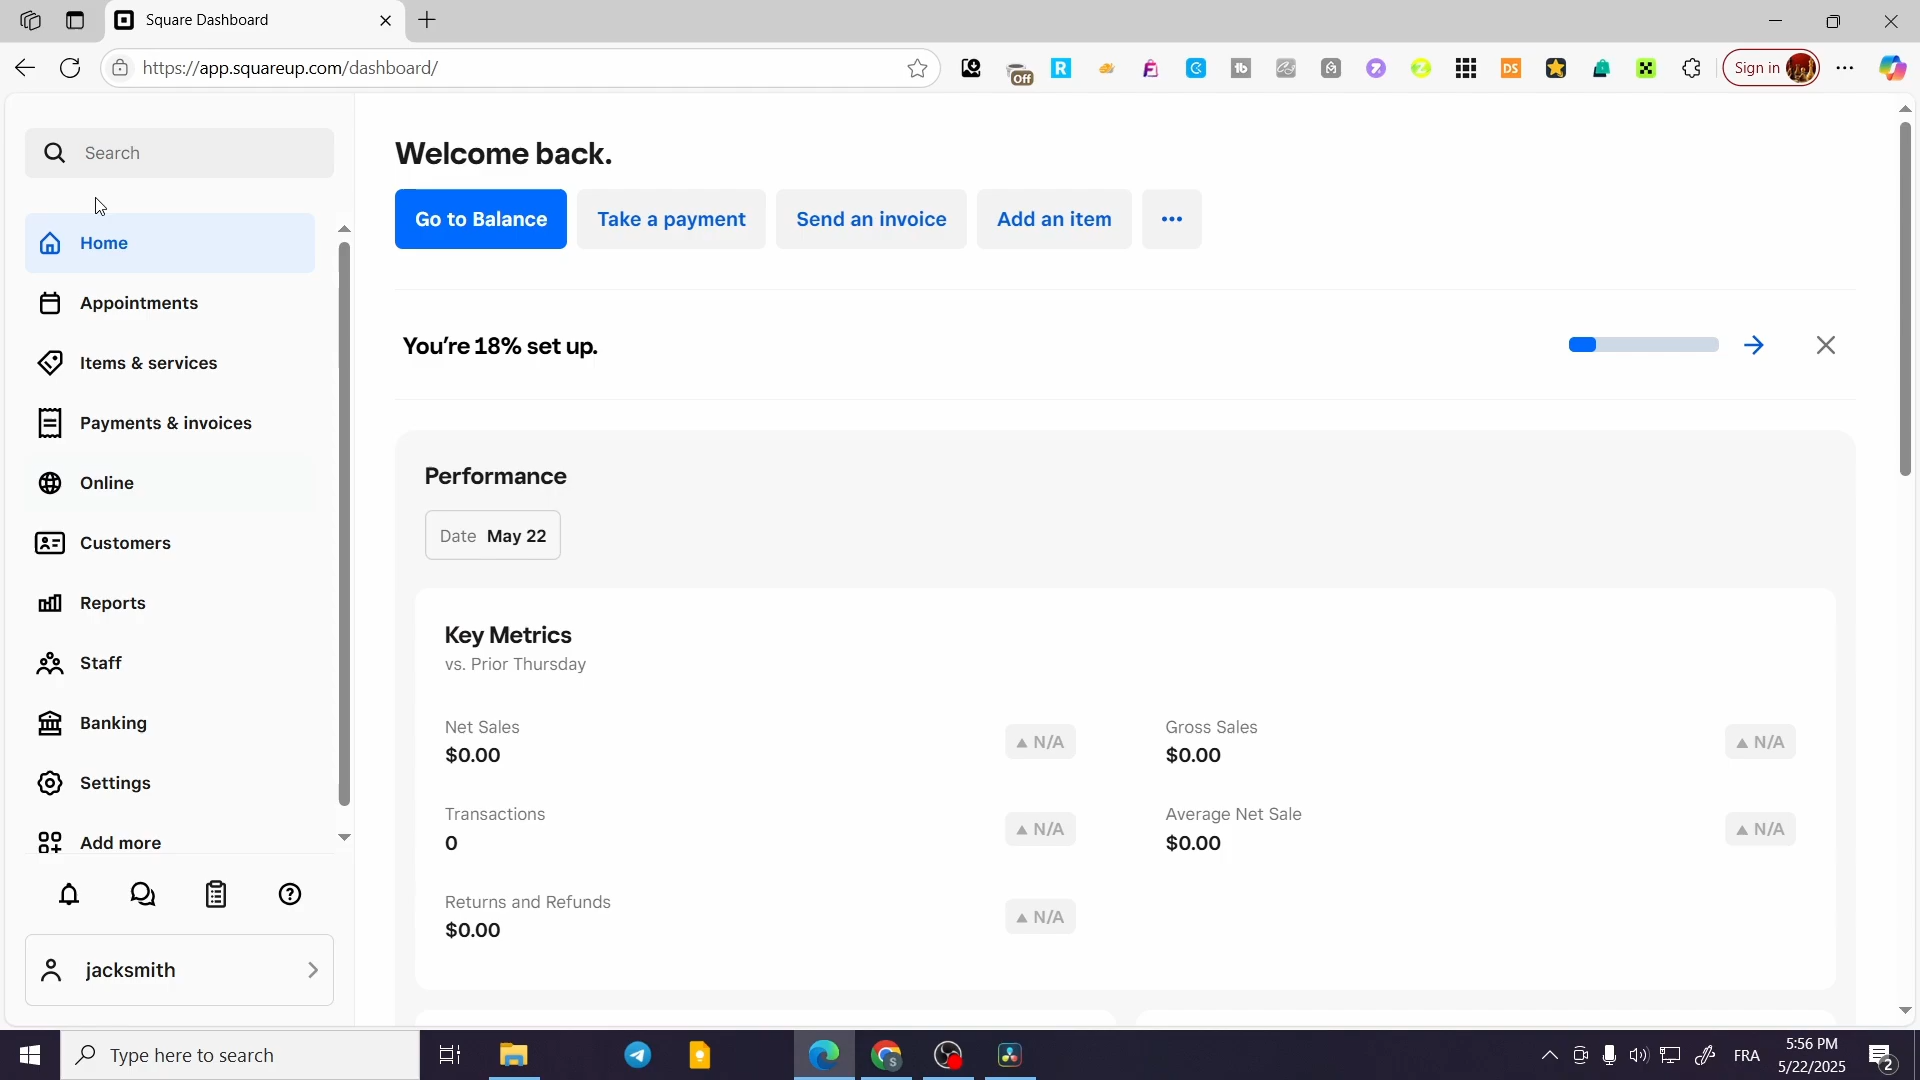 Square Dashboard
https://app.squareup.com/dashboard/
Off
R
tb
DS
Sign in
Search
Home
Appointments
Items & services
Payments & invoices
Online
Customers
Reports
Staff
Banking
Settings
Add more
jacksmith
Welcome back.
Go to Balance
Take a payment
Send an invoice
Add an item
You're 18% set up.
Performance
Date May 22
Key Metrics
vs. Prior Thursday
Net Sales
$0.00
N/A
Gross Sales
$0.00
N/A
Transactions
0
N/A
Average Net Sale
$0.00
N/A
Returns and Refunds
$0.00
N/A
Type here to search
S
FRA
5:56 PM
5/22/2025
2